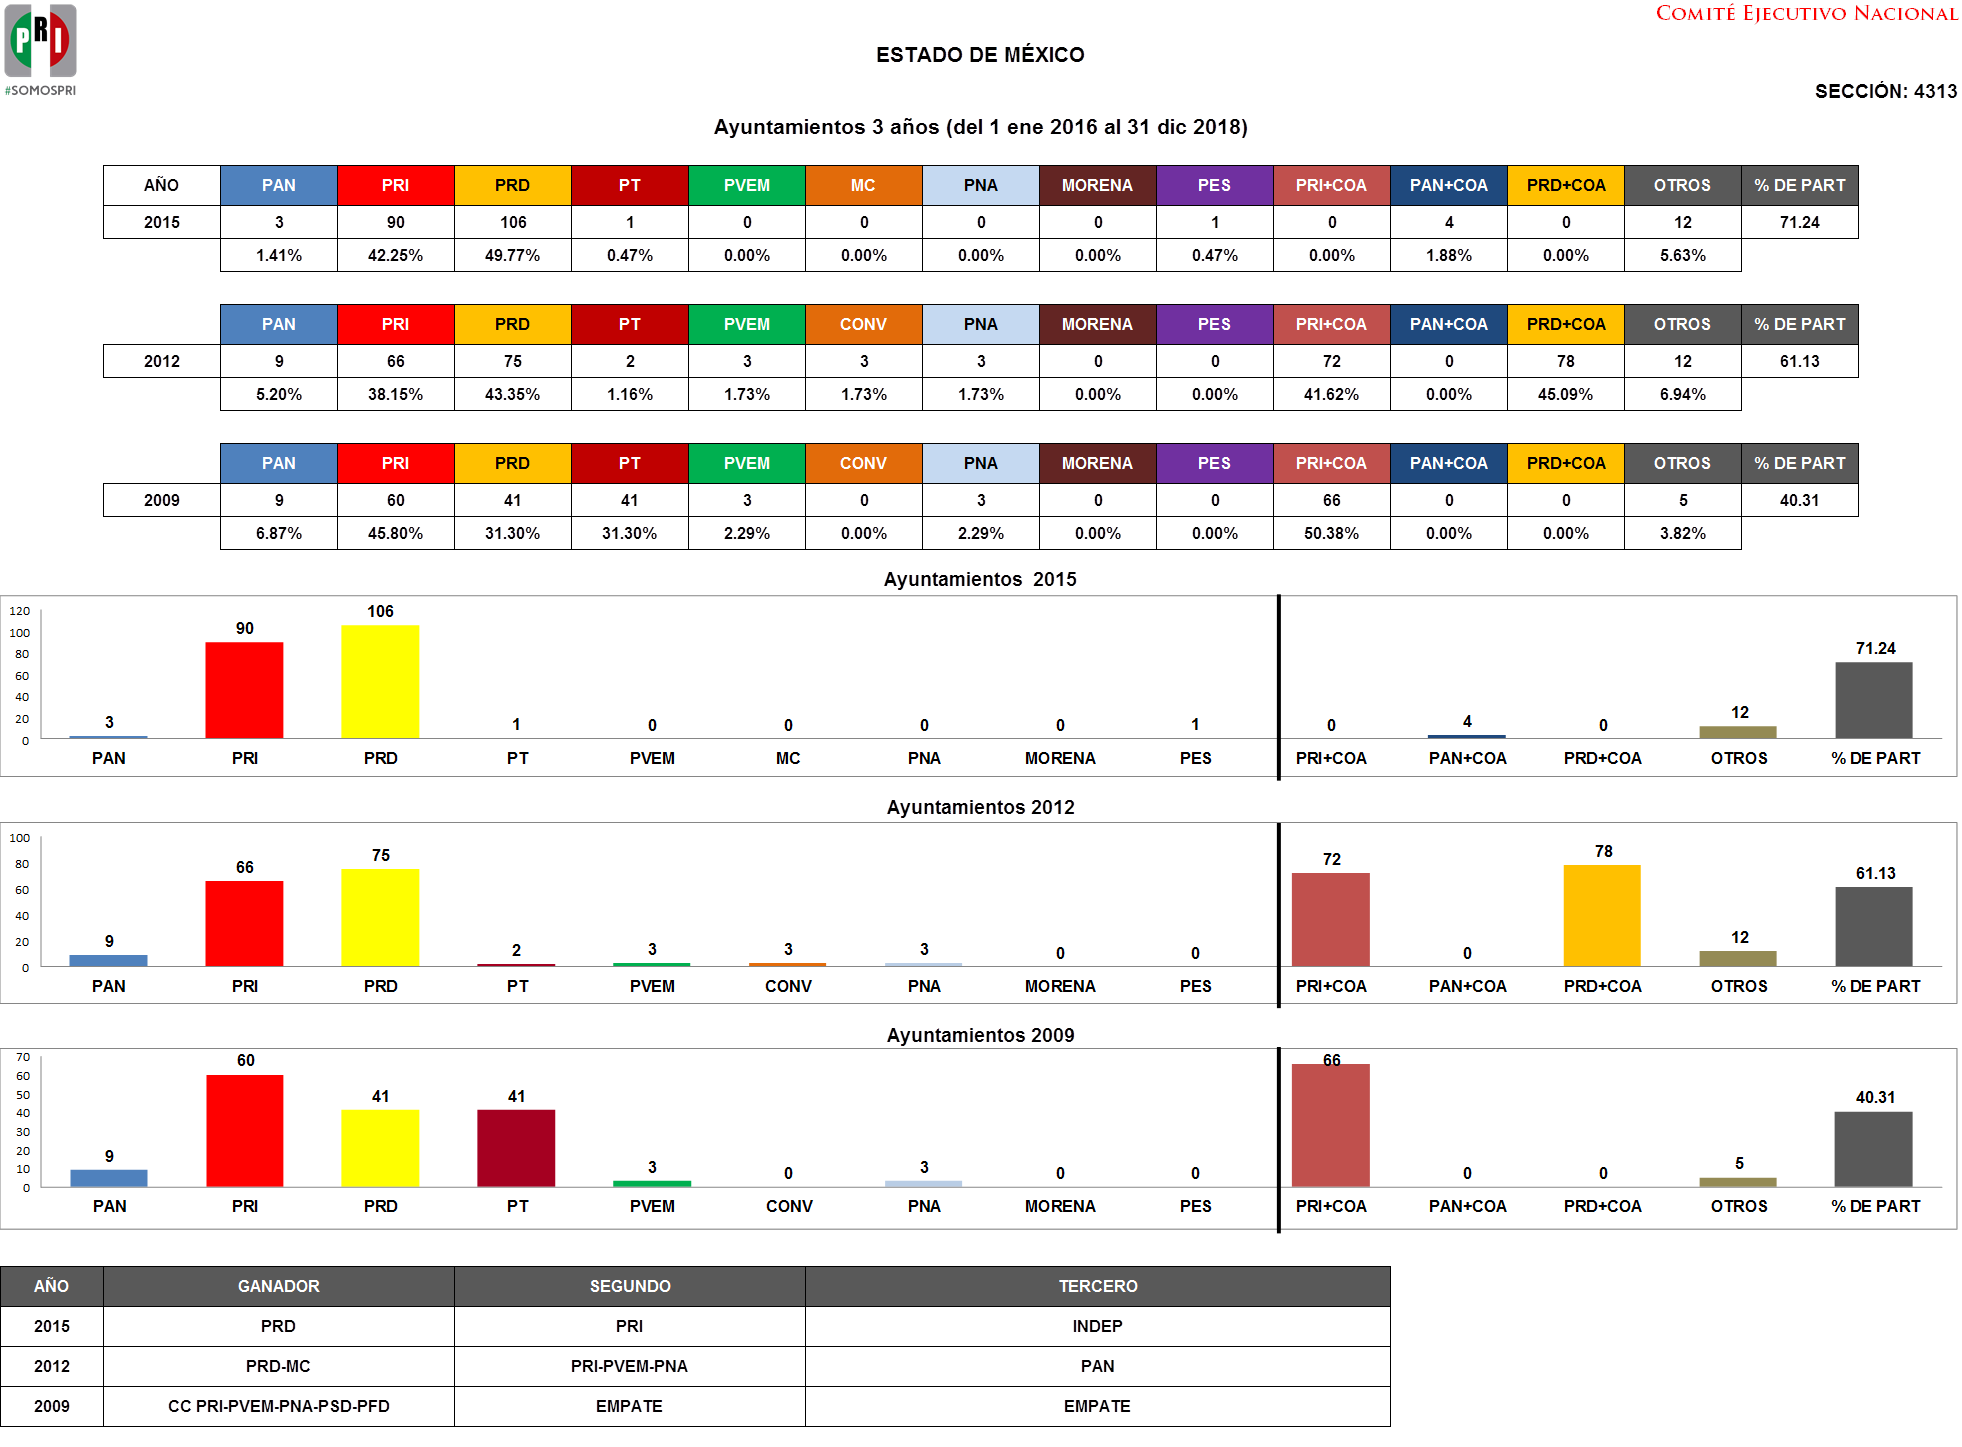 PRI
#SOMOSPRI
COMITÉ EJECUTIVO NACIONAL
ESTADO DE MÉXICO
SECCIÓN: 4313
Ayuntamientos 3 años (del 1 ene 2016 al 31 dic 2018)
AÑO PAN PRI PRD PT PVEM MC PNA MORENA PES PRI+COA PAN+COA PRD+COA OTROS % DE PART
2015 3 90 106 1 0 0 0 0 1 0 4 0 12 71.24
1.41% 42.25% 49.77% 0.47% 0.00% 0.00% 0.00% 0.00% 0.47% 0.00% 1.88% 0.00% 5.63%
PAN PRI PRD PT PVEM CONV PNA MORENA PES PRI+COA PAN+COA PRD+COA OTROS % DE PART
2012 9 66 75 2 3 3 3 0 0 72 0 78 12 61.13
5.20% 38.15% 43.35% 1.16% 1.73% 1.73% 1.73% 0.00% 0.00% 41.62% 0.00% 45.09% 6.94%
PAN PRI PRD PT PVEM CONV PNA MORENA PES PRI+COA PAN+COA PRD+COA OTROS % DE PART
2009 9 60 41 41 3 0 3 0 0 66 0 0 5 40.31
6.87% 45.80% 31.30% 31.30% 2.29% 0.00% 2.29% 0.00% 0.00% 50.38% 0.00% 0.00% 3.82%
Ayuntamientos 2015
120
100
80
60
40
20
0
3 90 106 1 0 0 0 0 1 0 4 0 12 71.24
PAN PRI PRD PT PVEM MC PNA MORENA PES PRI+COA PAN+COA PRD+COA OTROS % DE PART
Ayuntamientos 2012
100
80
60
40
20
0
9 66 75 2 3 3 3 0 0 72 0 78 12 61.13
PAN PRI PRD PT PVEM CONV PNA MORENA PES PRI+COA PAN+COA PRD+COA OTROS % DE PART
Ayuntamientos 2009
70
60
50
40
30
20
10
0
9 60 41 41 3 0 3 0 0 66 0 0 5 40.31
PAN PRI PRD PT PVEM CONV PNA MORENA PES PRI+COA PAN+COA PRD+COA OTROS % DE PART
AÑO GANADOR SEGUNDO TERCERO
2015 PRD PRI INDEP
2012 PRD-MC PRI-PVEM-PNA PAN
2009 CC PRI-PVEM-PNA-PSD-PFD EMPATE EMPATE